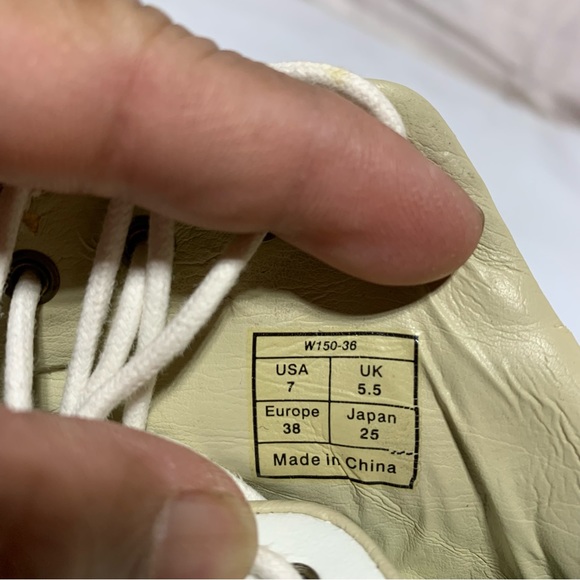 W150-36
USA UK
7 5.5
Europe Japan
38 25
Made in China